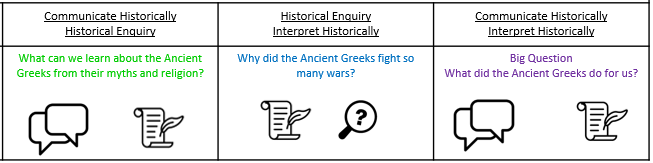 Communicate Historically
Historical Enquiry
Historical Enquiry
Interpret Historically
Communicate Historically
Interpret Historically
What can we learn about the Ancient
Greeks from their myths and religion?
Why did the Ancient Greeks fight so
many wars?
Big Question
What did the Ancient Greeks do for us?
?